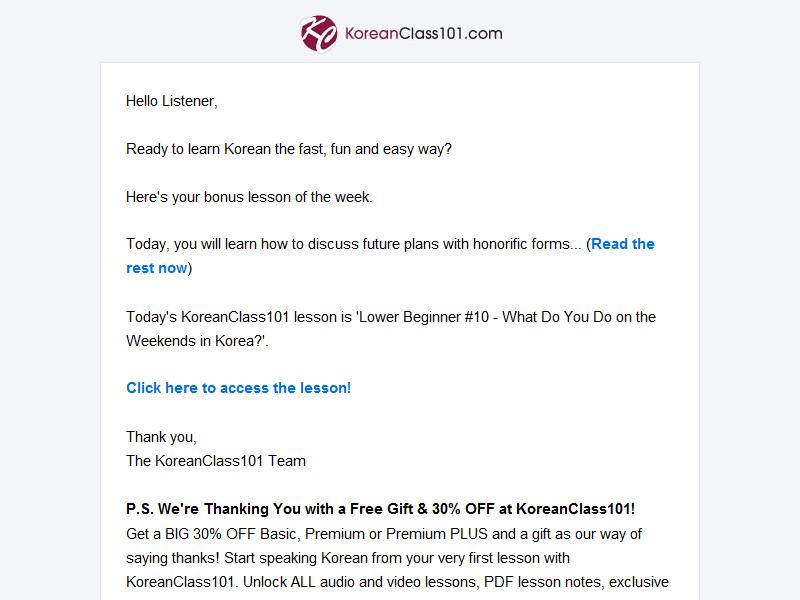 KoreanClass101.com
Hello Listener,
Ready to learn Korean the fast, fun and easy way?
Here's your bonus lesson of the week.
Today, you will learn how to discuss future plans with honorific forms... (Read the
rest now)
Today's KoreanClass101 lesson is 'Lower Beginner #10 - What Do You Do on the
Weekends in Korea?'.
Click here to access the lesson!
Thank you,
The KoreanClass101 Team
P.S. We're Thanking You with a Free Gift & 30% OFF at KoreanClass101!
Get a BIG 30% OFF Basic, Premium or Premium PLUS and a gift as our way of
saying thanks! Start speaking Korean from your very first lesson with
KoreanClass101. Unlock ALL audio and video lessons, PDF lesson notes, exclusive